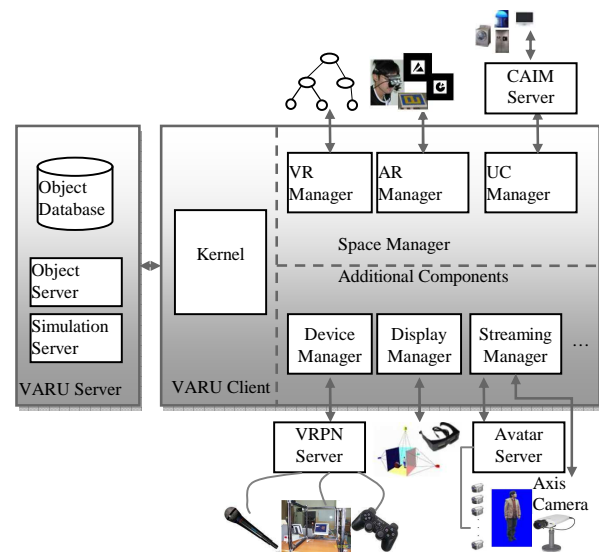 CAIM
Server
Object
Database
VR
Manager
AR
Manager
UC
Manager
Kernel
Space Manager
Object
Server
Additional Components
Simulation
Server
Device
Manager
Display
Manager
Streaming
Manager
...
VARU Server
VARU Client
VRPN
Server
Avatar
Server
Axis
Camera